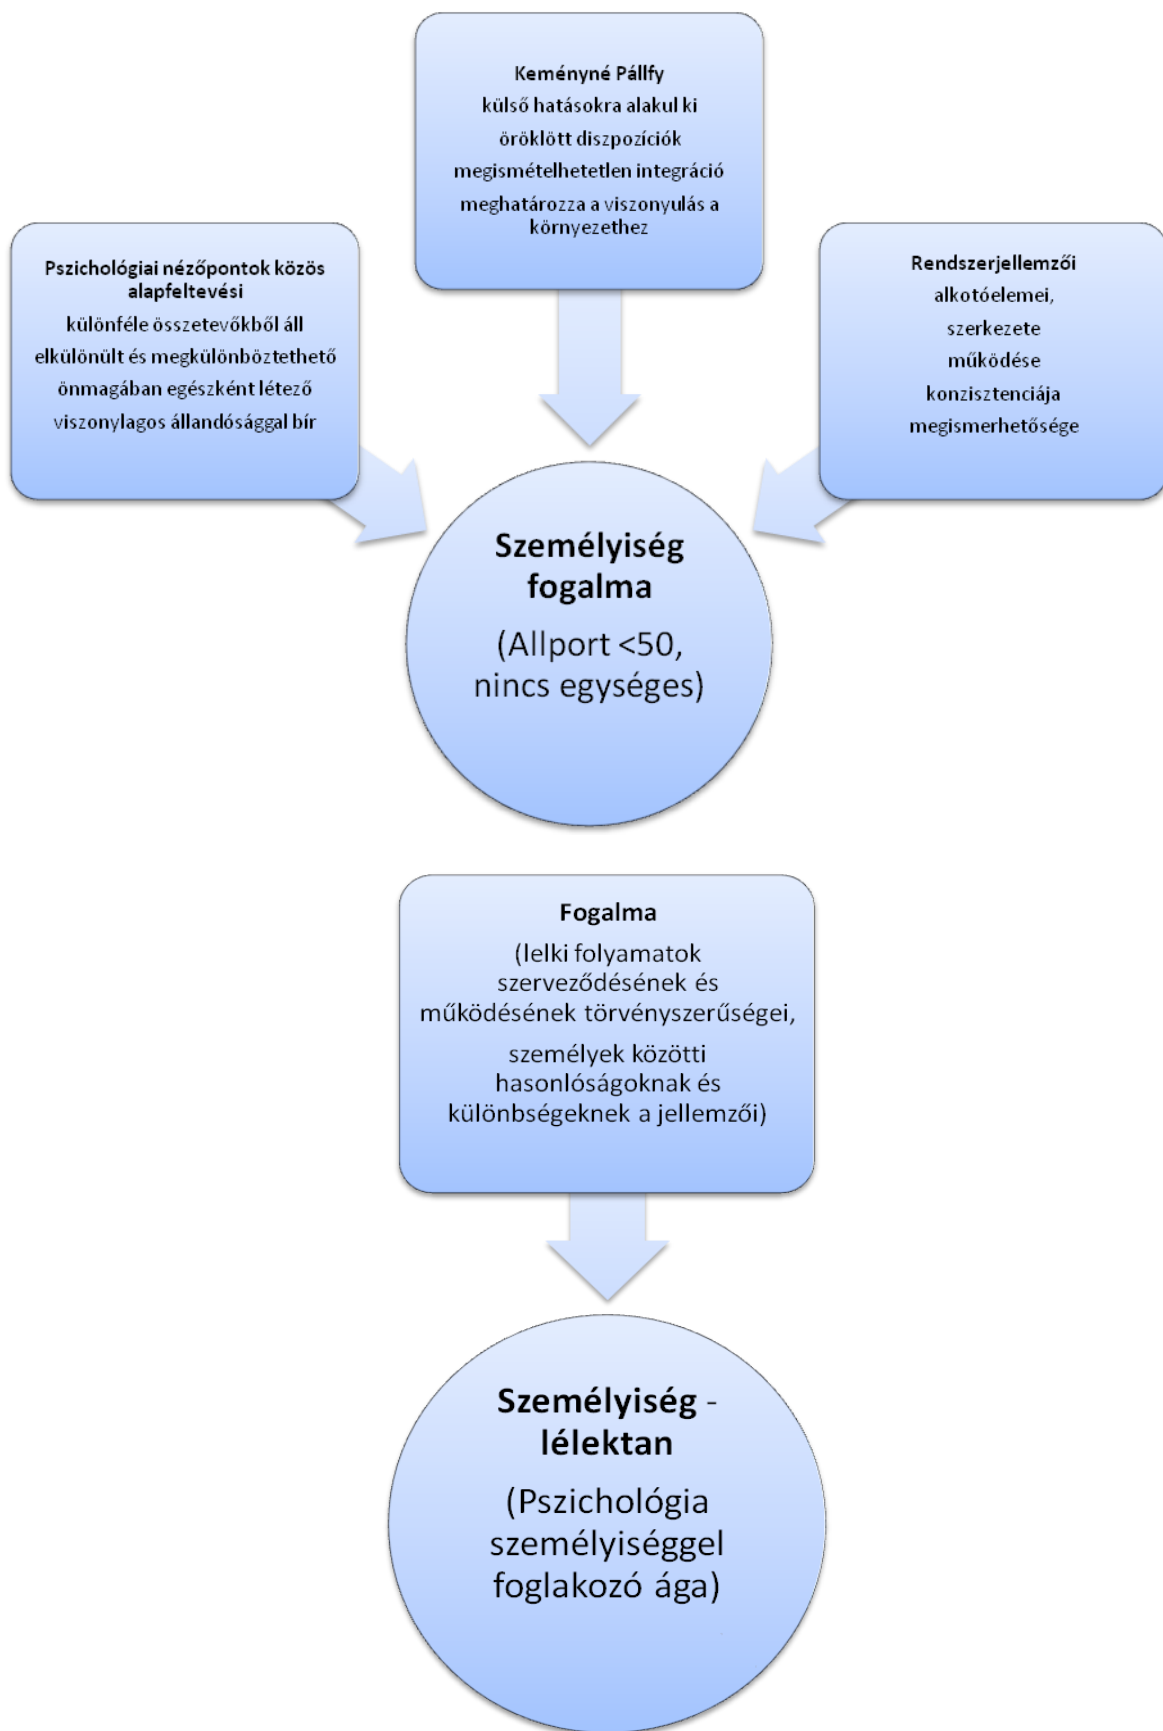 Keményné Pállfy
külső hatásokra alakul ki
öröklött diszpozíciók
megismételhetetlen integráció
meghatározza a viszonyulás a
környezethez
Pszichológiai nézőpontok közös
alapfeltevési
különféle összetevőkből áll
elkülönült és megkülönböztethető
önmagában egészként létező
viszonylagos állandósággal bír
Rendszerjellemzői
alkotóelemei,
szerkezete
működése
konzisztenciája
megismerhetősége
Személyiség
fogalma
(Allport <50,
nincs egységes)
Fogalma
(lelki folyamatok
szerveződésének és
működésének törvényszerűségei,
személyek közötti
hasonlóságoknak és
különbségeknek a jellemzői)
Személyiség -
lélektan
(Pszichológia
személyiséggel
foglakozó ága)